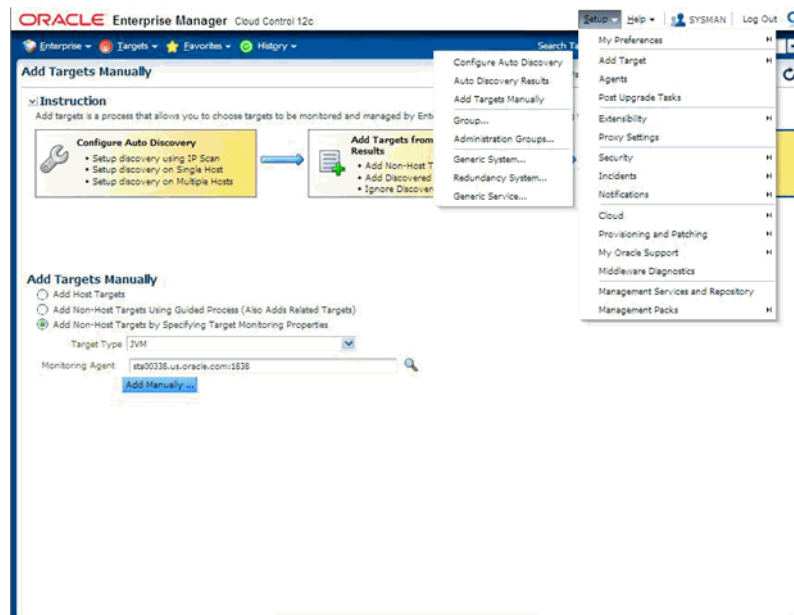 ORACLE Enterprise Manager Cloud Control 12c
Setup Help SYSMAN Log Out
Enterprise Targets Favorites History Search Ta
Add Targets Manually
Instruction
Add targets is a process that allows you to choose targets to be monitored and managed by Ente
Configure Auto Discovery
• Setup discovery using IP Scan
• Setup discovery on Single Host
• Setup discovery on Multiple Hosts
Add Targets from
Results
• Add Non-Host T
• Add Discovered
• Ignore Discover
Configure Auto Discovery
Auto Discovery Results
Add Targets Manually
Group...
Administration Groups...
Generic System...
Redundancy System...
Generic Service...
My Preferences
Add Target
Agents
Post Upgrade Tasks
Extensibility
Proxy Settings
Security
Incidents
Notifications
Cloud
Provisioning and Patching
My Oracle Support
Middleware Diagnostics
Management Services and Repository
Management Packs
Add Targets Manually
Add Host Targets
Add Non-Host Targets Using Guided Process (Also Adds Related Targets)
Add Non-Host Targets by Specifying Target Monitoring Properties
Target Type JVM
Monitoring Agent sta00338.us.oracle.com:1838
Add Manually ...